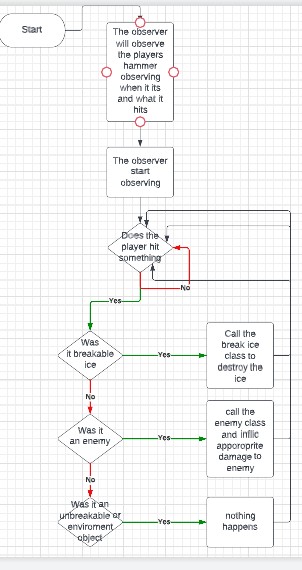 Start
The observer
will observe
the players
hammer
observing
when it its
and what it
hits
The observer
start
observing
Does the
player hit
something
No
Yes
Was
it breakable
ice
Yes
Call the
break ice
class to
destroy the
ice
No
Was it
an enemy
Yes
call the
enemy class
and inflic
apporoprite
damage to
enemy
No
Was it an
unbreakable or
enviroment
object
Yes
nothing
happens